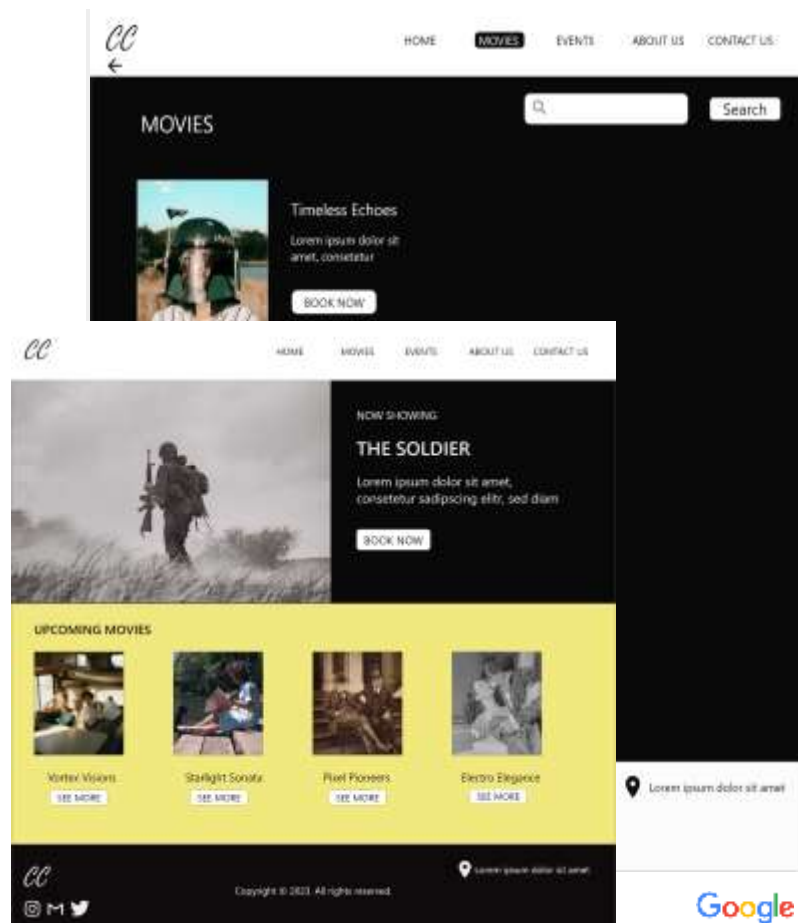 CC
HOME MOVIES EVENTS ABOUT US CONTACT US
MOVIES
Search
Timeless Echoes
Lorem ipsum dolor sit
amet, consetetur
BOOK NOW
CC
HOME MOVIES EVENTS ABOUT US CONTACT US
NOW SHOWING
THE SOLDIER
Lorem ipsum dolor sit amet,
consetetur sadipscing elitr, sed diam
BOOK NOW
UPCOMING MOVIES
Vortex Visions Starlight Sonata Pixel Pioneers Electro Elegance
SEE MORE SEE MORE SEE MORE SEE MORE
Lorem ipsum dolor sit amet
CC
Lorem ipsum dolor sit amet
Copyright © 2023. All rights reserved.
Google